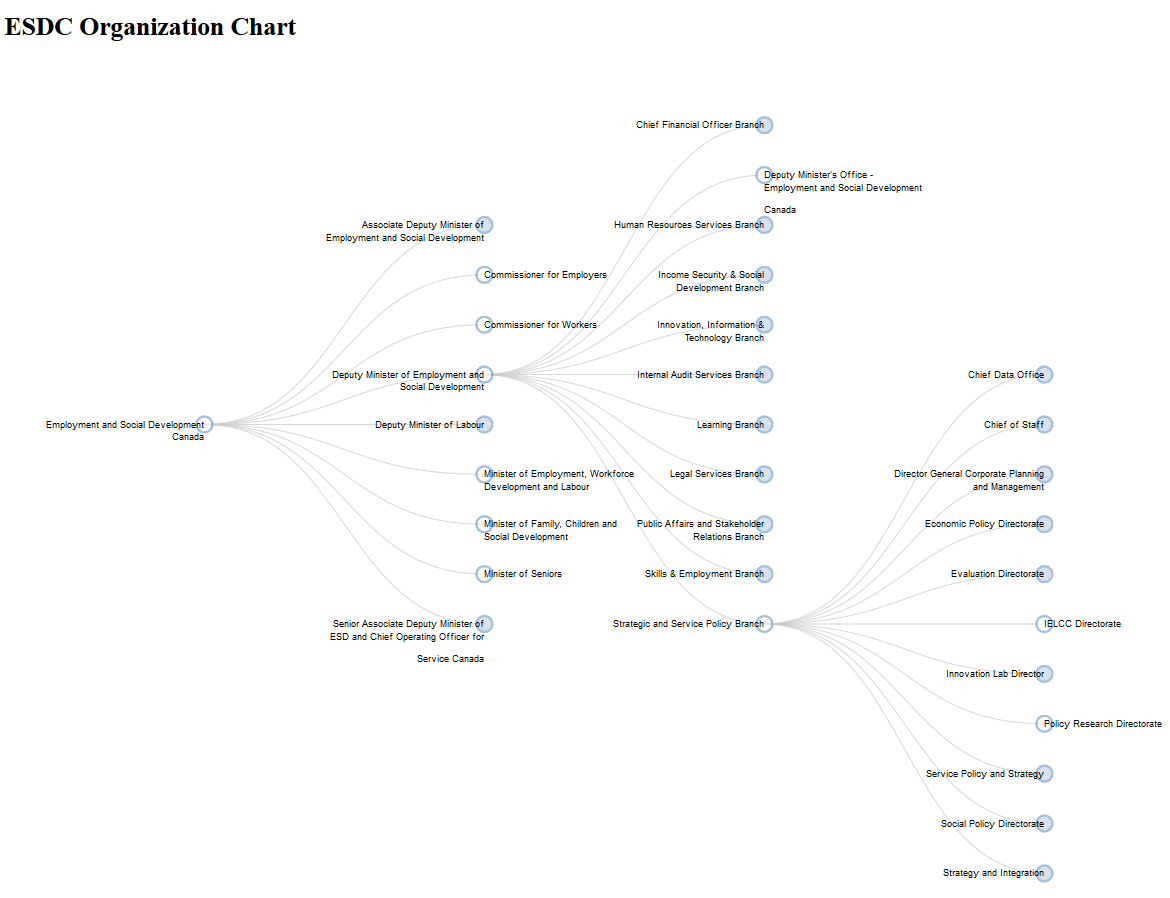 ESDC Organization Chart
Employment and Social Development
Canada
Associate Deputy Minister of
Employment and Social Development
Commissioner for Employers
Commissioner for Workers
Deputy Minister of Employment and
Social Development
Deputy Minister of Labour
Minister of Employment, Workforce
Development and Labour
Minister of Family, Children and
Social Development
Minister of Seniors
Senior Associate Deputy Minister of
ESD and Chief Operating Officer for
Service Canada
Chief Financial Officer Branch
Deputy Minister's Office -
Employment and Social Development
Canada
Human Resources Services Branch
Income Security & Social
Development Branch
Innovation, Information &
Technology Branch
Internal Audit Services Branch
Learning Branch
Legal Services Branch
Public Affairs and Stakeholder
Relations Branch
Skills & Employment Branch
Strategic and Service Policy Branch
Chief Data Office
Chief of Staff
Director General Corporate Planning
and Management
Economic Policy Directorate
Evaluation Directorate
IELCC Directorate
Innovation Lab Director
Policy Research Directorate
Service Policy and Strategy
Social Policy Directorate
Strategy and Integration